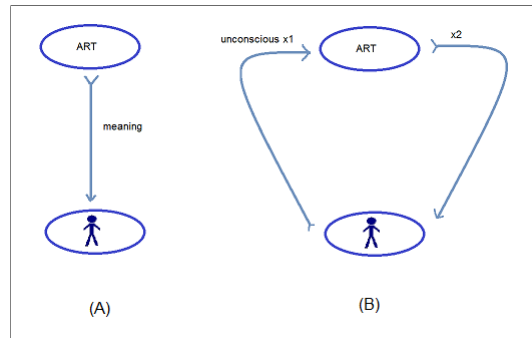 ART
meaning
(A)
unconscious x1
ART
x2
(B)